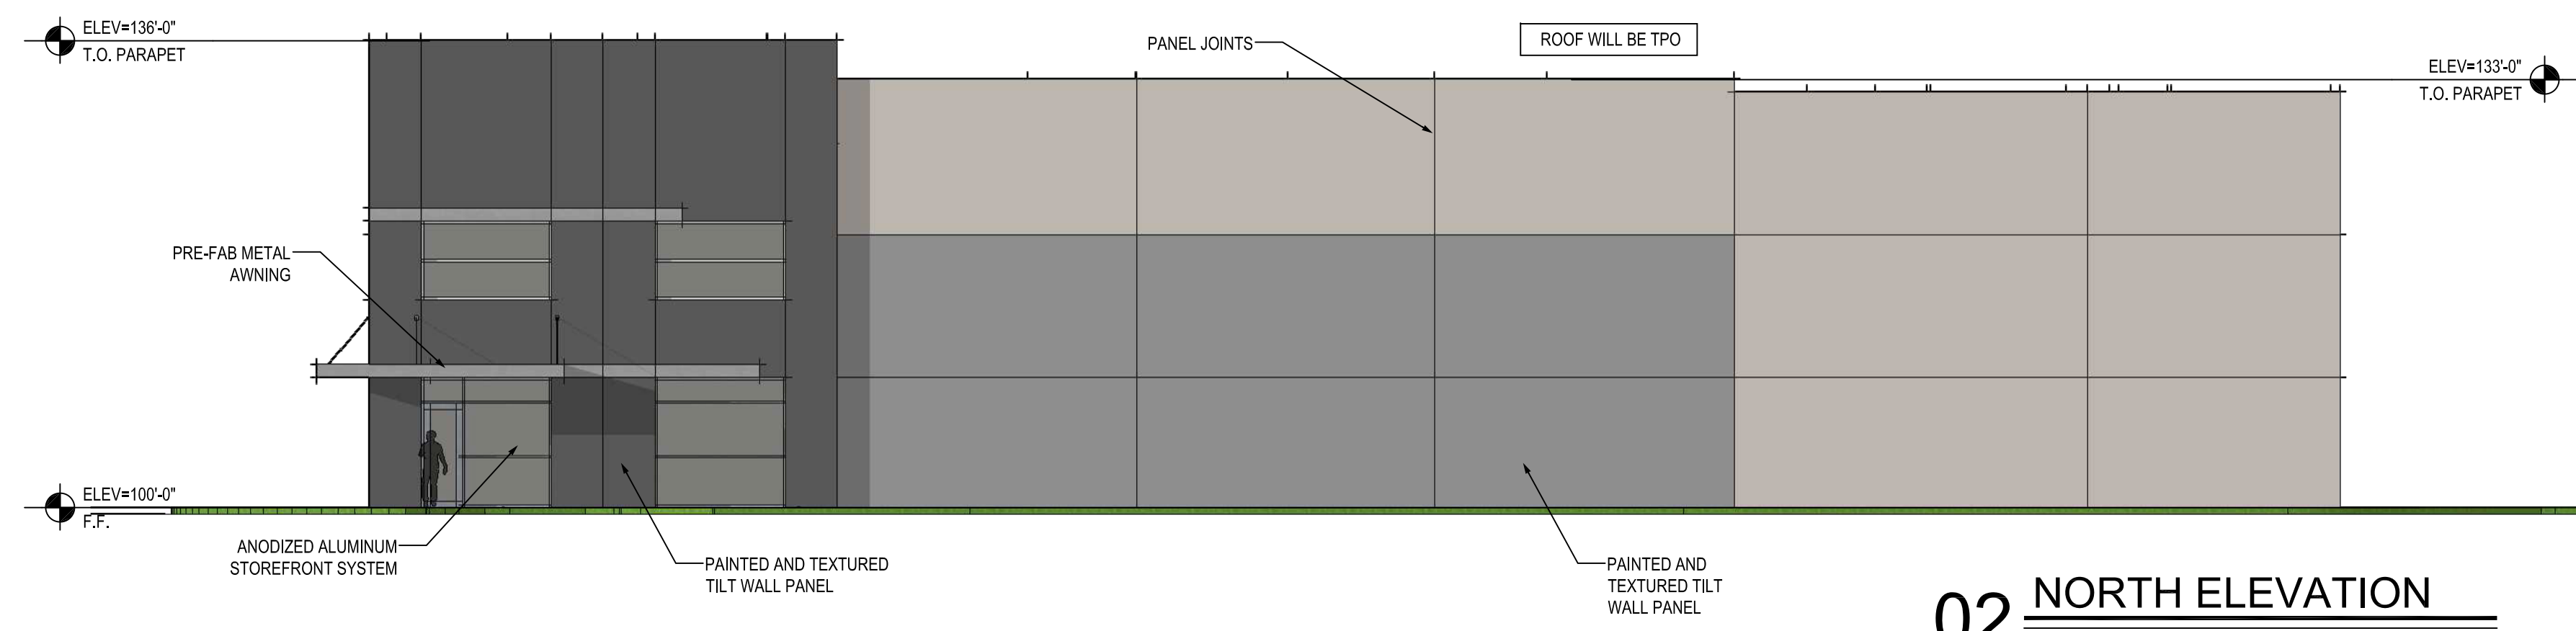 ELEV=136'-0"
T.O. PARAPET
PANEL JOINTS
ROOF WILL BE TPO
ELEV=133'-0"
T.O. PARAPET
PRE-FAB METAL
AWNING
ELEV=100'-0"
F.F.
ANODIZED ALUMINUM
STOREFRONT SYSTEM
PAINTED AND TEXTURED
TILT WALL PANEL
PAINTED AND
TEXTURED TILT
WALL PANEL
02 NORTH ELEVATION